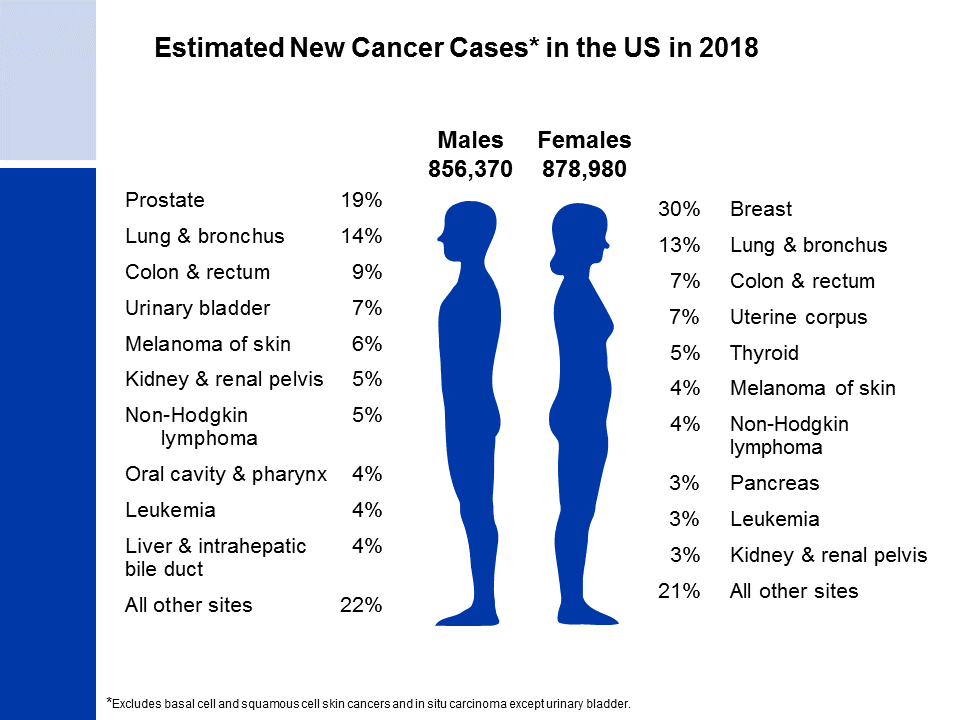 Estimated New Cancer Cases* in the US in 2018
Males
856,370
Females
878,980
Prostate 19%
Lung & bronchus 14%
Colon & rectum 9%
Urinary bladder 7%
Melanoma of skin 6%
Kidney & renal pelvis 5%
Non-Hodgkin 5%
lymphoma
Oral cavity & pharynx 4%
Leukemia 4%
Liver & intrahepatic 4%
bile duct
All other sites 22%
30% Breast
13% Lung & bronchus
7% Colon & rectum
7% Uterine corpus
5% Thyroid
4% Melanoma of skin
4% Non-Hodgkin
lymphoma
3% Pancreas
3% Leukemia
3% Kidney & renal pelvis
21% All other sites
*Excludes basal cell and squamous cell skin cancers and in situ carcinoma except urinary bladder.